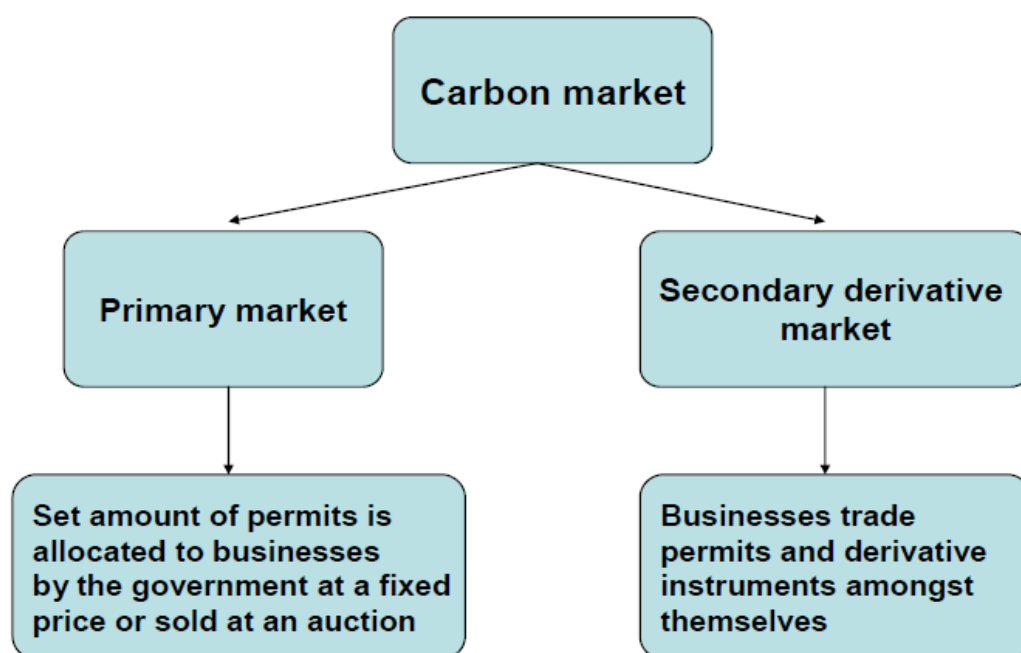 Carbon market
Primary market
Secondary derivative
market
Set amount of permits is
allocated to businesses
by the government at a fixed
price or sold at an auction
Businesses trade
permits and derivative
instruments amongst
themselves